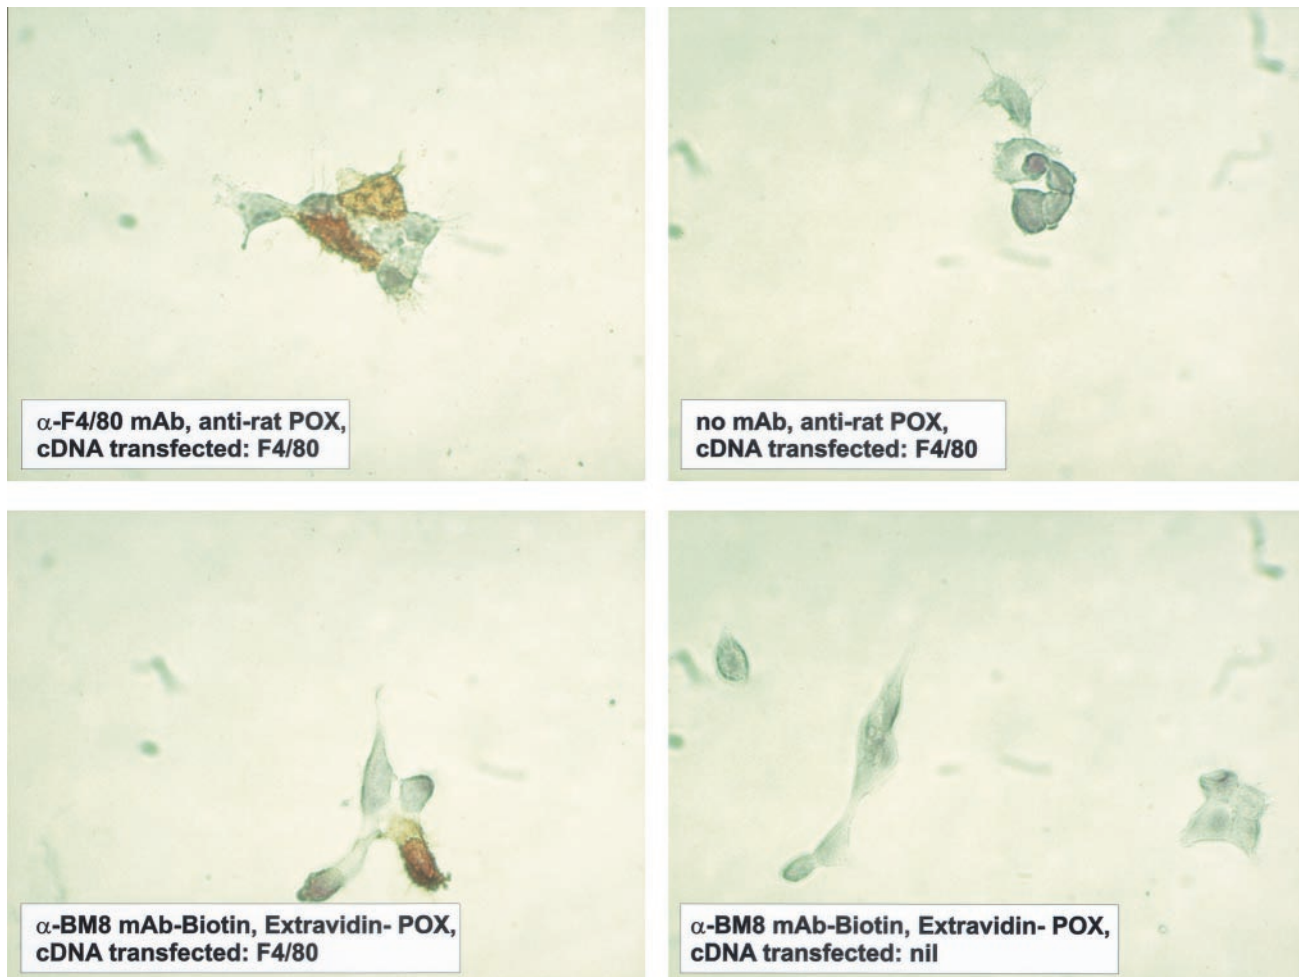 α-F4/80 mAb, anti-rat POX,
cDNA transfected: F4/80
no mAb, anti-rat POX,
cDNA transfected: F4/80
α-BM8 mAb-Biotin, Extravidin- POX,
cDNA transfected: F4/80
α-BM8 mAb-Biotin, Extravidin- POX,
cDNA transfected: nil